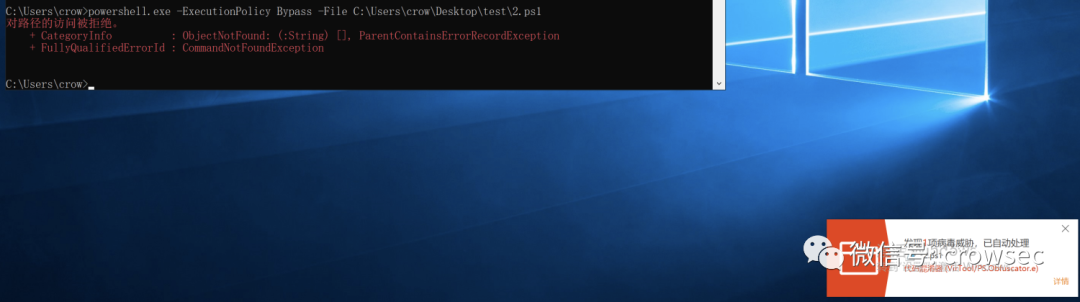 C:\Users\crow>powershell.exe -ExecutionPolicy Bypass -File C:\Users\crow\Desktop\test\2.ps1
对路径的访问被拒绝。
+ CategoryInfo : ObjectNotFound: (:String) [], ParentContainsErrorRecordException
+ FullyQualifiedErrorId : CommandNotFoundException
C:\Users\crow>
发现1项病毒威胁，已自动处理
微信号: crowsec
(VirTool/PS.Obfuscator.e)
详情